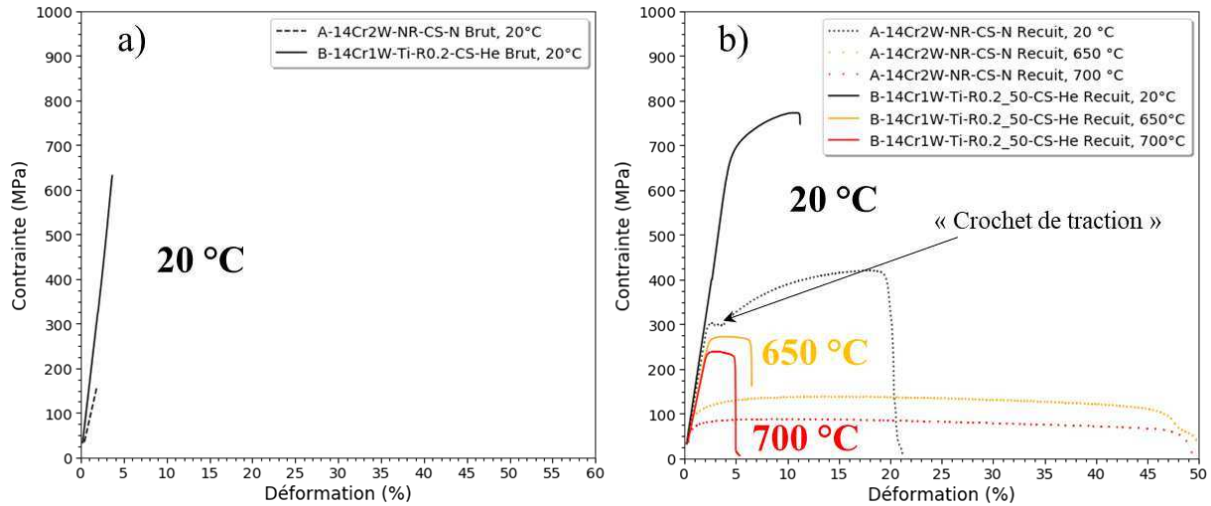 a)
A-14Cr2W-NR-CS-N Brut, 20°C
B-14Cr1W-Ti-R0.2-CS-He Brut, 20°C
20 °C
1000
900
800
700
600
500
400
300
200
100
0
Contrainte (MPa)
0 5 10 15 20 25 30 35 40 45 50 55 60
Déformation (%)
b)
A-14Cr2W-NR-CS-N Recuit, 20 °C
A-14Cr2W-NR-CS-N Recuit, 650 °C
A-14Cr2W-NR-CS-N Recuit, 700 °C
B-14Cr1W-Ti-R0.2_50-CS-He Recuit, 20°C
B-14Cr1W-Ti-R0.2_50-CS-He Recuit, 650°C
B-14Cr1W-Ti-R0.2_50-CS-He Recuit, 700°C
20 °C
« Crochet de traction »
650 °C
700 °C
1000
900
800
700
600
500
400
300
200
100
0
Contrainte (MPa)
0 5 10 15 20 25 30 35 40 45 50
Déformation (%)